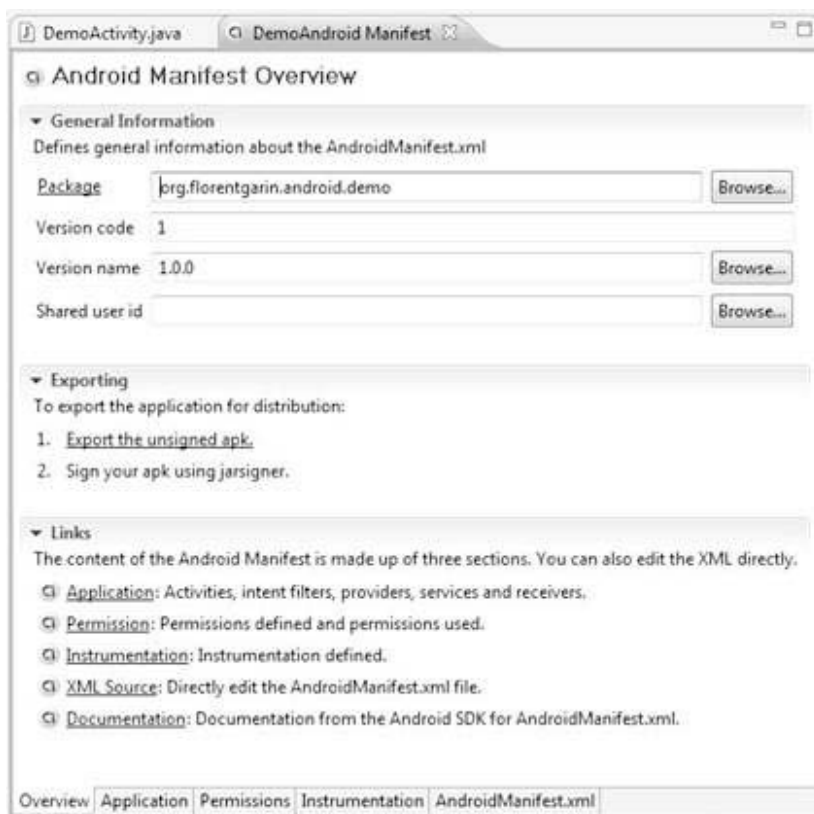 DemoActivity.java
DemoAndroid Manifest
Android Manifest Overview
General Information
Defines general information about the AndroidManifest.xml
Package org.florentgarin.android.demo Browse...
Version code 1
Version name 1.0.0 Browse...
Shared user id Browse...
Exporting
To export the application for distribution:
1. Export the unsigned apk.
2. Sign your apk using jarsigner.
Links
The content of the Android Manifest is made up of three sections. You can also edit the XML directly.
Application: Activities, intent filters, providers, services and receivers.
Permission: Permissions defined and permissions used.
Instrumentation: Instrumentation defined.
XML Source: Directly edit the AndroidManifest.xml file.
Documentation: Documentation from the Android SDK for AndroidManifest.xml.
Overview Application Permissions Instrumentation AndroidManifest.xml